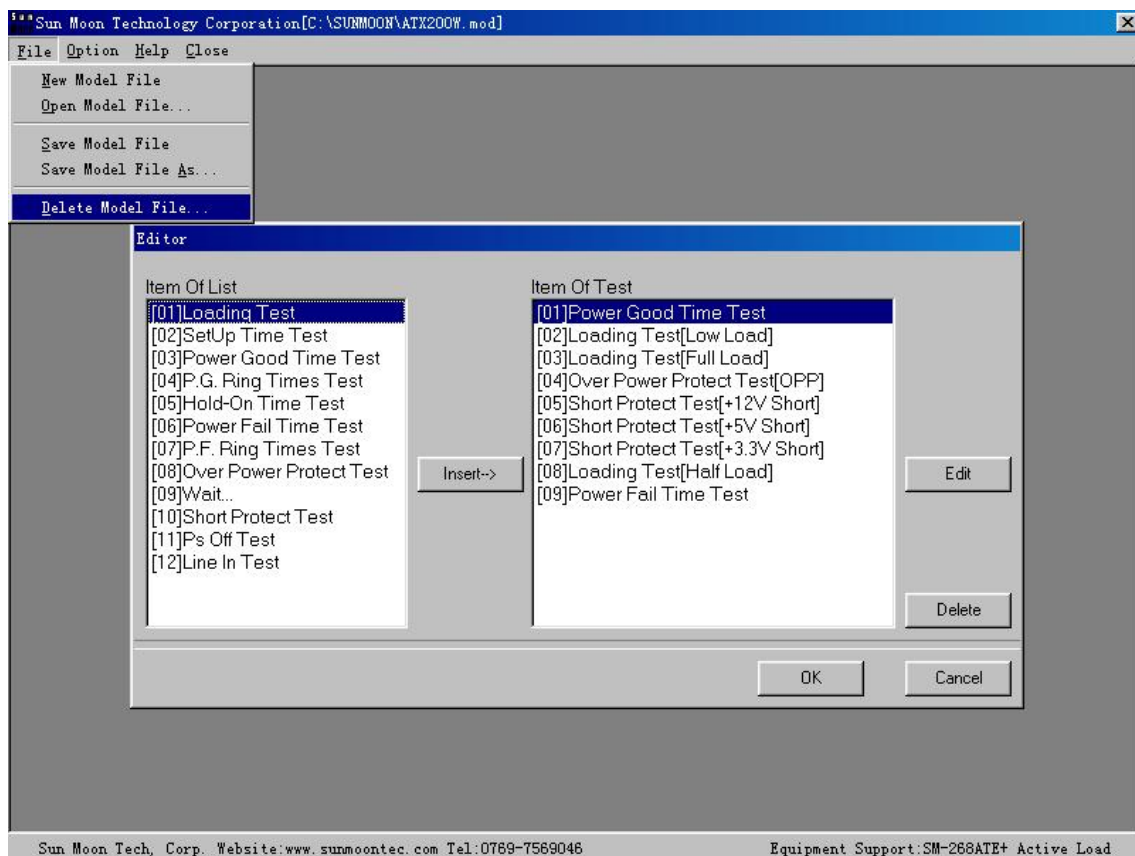 Sun Moon Technology Corporation[C:\SUNMOON\ATX200W.mod]
File Option Help Close
New Model File
Open Model File...
Save Model File
Save Model File As...
Delete Model File...
Editor
Item Of List
[01]Loading Test
[02]SetUp Time Test
[03]Power Good Time Test
[04]P.G. Ring Times Test
[05]Hold-On Time Test
[06]Power Fail Time Test
[07]P.F. Ring Times Test
[08]Over Power Protect Test
[09]Wait...
[10]Short Protect Test
[11]Ps Off Test
[12]Line In Test
Insert-->
Item Of Test
[01]Power Good Time Test
[02]Loading Test[Low Load]
[03]Loading Test[Full Load]
[04]Over Power Protect Test[OPP]
[05]Short Protect Test[+12V Short]
[06]Short Protect Test[+5V Short]
[07]Short Protect Test[+3.3V Short]
[08]Loading Test[Half Load]
[09]Power Fail Time Test
Edit
Delete
OK
Cancel
Sun Moon Tech, Corp. Website:www.sunmoontec.com Tel:0769-7569046
Equipment Support:SM-268ATE+ Active Load